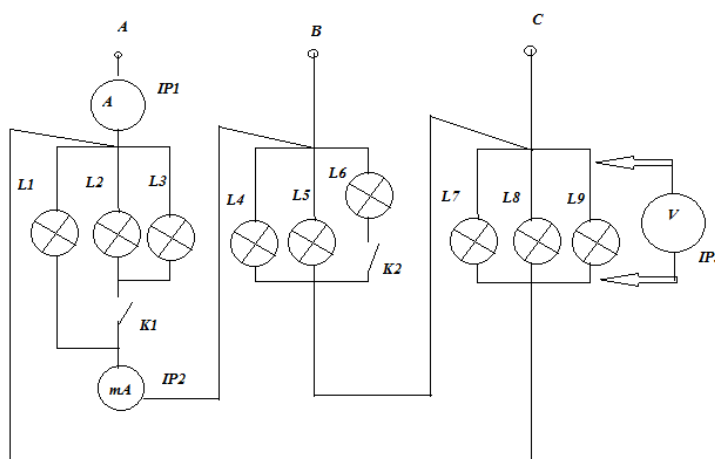 A B C
A IP1
L1 L2 L3
L4 L5 L6
L7 L8 L9
V
K1 K2
mA IP2